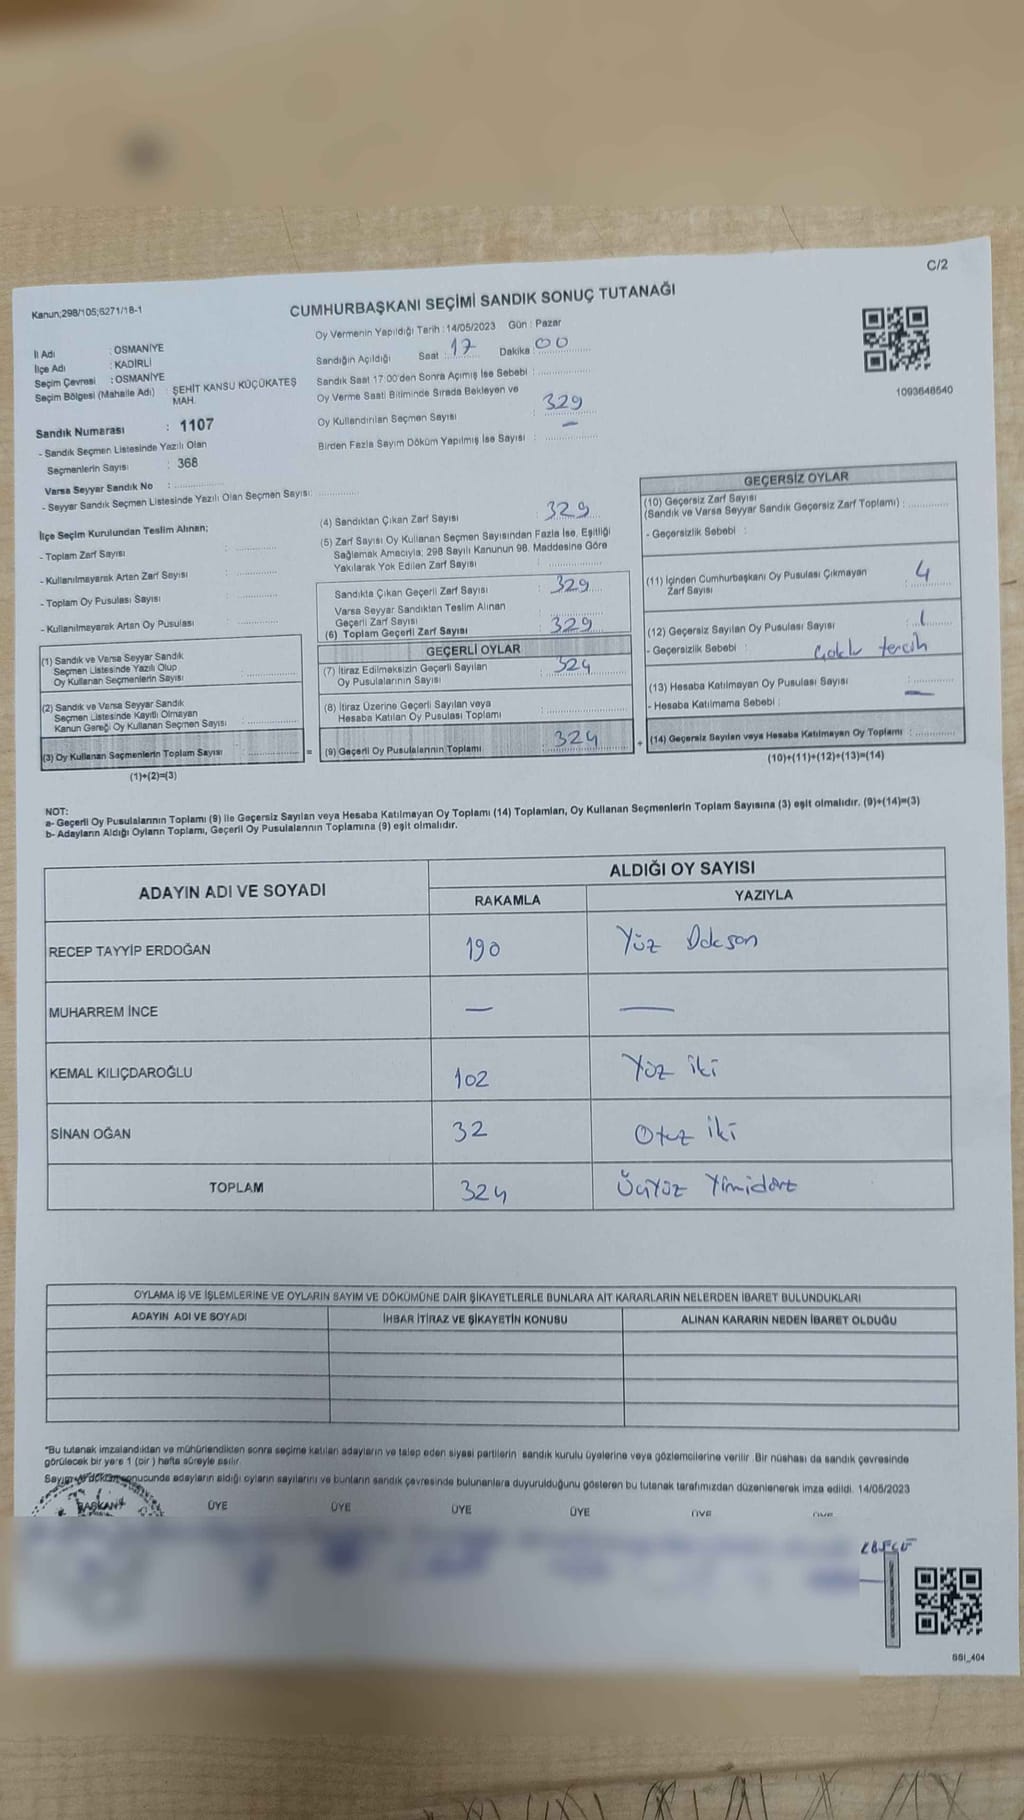 C/2
Kanun;298/105;6271/18-1
CUMHURBAŞKANI SEÇİMİ SANDIK SONUÇ TUTANAĞI
Oy Vermenin Yapıldığı Tarih : 14/05/2023 Gün : Pazar
İl Adı : OSMANİYE
İlçe Adı : KADİRLİ
Seçim Çevresi : OSMANİYE
Seçim Bölgesi (Mahalle Adı) : ŞEHİT KANSU KÜÇÜKATEŞ
MAH.
Sandık Numarası : 1107
- Sandık Seçmen Listesinde Yazılı Olan
Seçmenlerin Sayısı : 368
Varsa Seyyar Sandık No :
- Seyyar Sandık Seçmen Listesinde Yazılı Olan Seçmen Sayısı:
Sandığın Açıldığı Saat : 17 Dakika : 00
Sandık Saat 17:00'den Sonra Açımış İse Sebebi :
Oy Verme Saati Bitiminde Sırada Bekleyen ve
Oy Kullandırılan Seçmen Sayısı : 329
Birden Fazla Sayım Döküm Yapılmış İse Sayısı : —
1093648540
İlçe Seçim Kurulundan Teslim Alınan;
- Toplam Zarf Sayısı :
- Kullanılmayarak Artan Zarf Sayısı :
- Toplam Oy Pusulası Sayısı :
- Kullanılmayarak Artan Oy Pusulası :
(1) Sandık ve Varsa Seyyar Sandık
Seçmen Listesinde Yazılı Olup
Oy Kullanan Seçmenlerin Sayısı :
(2) Sandık ve Varsa Seyyar Sandık
Seçmen Listesinde Kayıtlı Olmayan
Kanun Gereği Oy Kullanan Seçmen Sayısı :
(3) Oy Kullanan Seçmenlerin Toplam Sayısı :
(1)+(2)=(3)
(4) Sandıktan Çıkan Zarf Sayısı : 329
(5) Zarf Sayısı Oy Kullanan Seçmen Sayısından Fazla İse, Eşitliği
Sağlamak Amacıyla; 298 Sayılı Kanunun 98. Maddesine Göre
Yakılarak Yok Edilen Zarf Sayısı :
Sandıkta Çıkan Geçerli Zarf Sayısı : 329
Varsa Seyyar Sandıktan Teslim Alınan
Geçerli Zarf Sayısı :
(6) Toplam Geçerli Zarf Sayısı : 329
GEÇERLİ OYLAR
(7) İtiraz Edilmeksizin Geçerli Sayılan
Oy Pusulalarının Sayısı : 324
(8) İtiraz Üzerine Geçerli Sayılan veya
Hesaba Katılan Oy Pusulası Toplamı :
= (9) Geçerli Oy Pusulalarının Toplamı : 324 +
GEÇERSİZ OYLAR
(10) Geçersiz Zarf Sayısı
(Sandık ve Varsa Seyyar Sandık Geçersiz Zarf Toplamı) :
- Geçersizlik Sebebi :
(11) İçinden Cumhurbaşkanı Oy Pusulası Çıkmayan
Zarf Sayısı : 4
(12) Geçersiz Sayılan Oy Pusulası Sayısı : 1
- Geçersizlik Sebebi : Çoklu tercih
(13) Hesaba Katılmayan Oy Pusulası Sayısı :
- Hesaba Katılmama Sebebi : —
(14) Geçersiz Sayılan veya Hesaba Katılmayan Oy Toplamı :
(10)+(11)+(12)+(13)=(14)
NOT:
a- Geçerli Oy Pusulalarının Toplamı (9) ile Geçersiz Sayılan veya Hesaba Katılmayan Oy Toplamı (14) Toplamları, Oy Kullanan Seçmenlerin Toplam Sayısına (3) eşit olmalıdır. (9)+(14)=(3)
b- Adayların Aldığı Oyların Toplamı, Geçerli Oy Pusulalarının Toplamına (9) eşit olmalıdır.
ADAYIN ADI VE SOYADI ALDIĞI OY SAYISI
RAKAMLA YAZIYLA
RECEP TAYYİP ERDOĞAN 190 Yüz Doksan
MUHARREM İNCE — —
KEMAL KILIÇDAROĞLU 102 Yüz iki
SİNAN OĞAN 32 Otuz iki
TOPLAM 324 Üçyüz Yirmidört
OYLAMA İŞ VE İŞLEMLERİNE VE OYLARIN SAYIM VE DÖKÜMÜNE DAİR ŞİKAYETLERLE BUNLARA AİT KARARLARIN NELERDEN İBARET BULUNDUKLARI
ADAYIN ADI VE SOYADI İHBAR İTİRAZ VE ŞİKAYETİN KONUSU ALINAN KARARIN NEDEN İBARET OLDUĞU
*Bu tutanak imzalandıktan ve mühürlendikten sonra seçime katılan adayların ve talep eden siyasi partilerin sandık kurulu üyelerine veya gözlemcilerine verilir. Bir nüshası da sandık çevresinde
görülecek bir yere 1 (bir) hafta süreyle asılır.
Sayım ve döküm sonucunda adayların aldığı oyların sayılarını ve bunların sandık çevresinde bulunanlara duyurulduğunu gösteren bu tutanak tarafımızdan düzenlenerek imza edildi. 14/05/2023
BAŞKAN ÜYE ÜYE ÜYE ÜYE ÜYE ÜYE
SSI_404